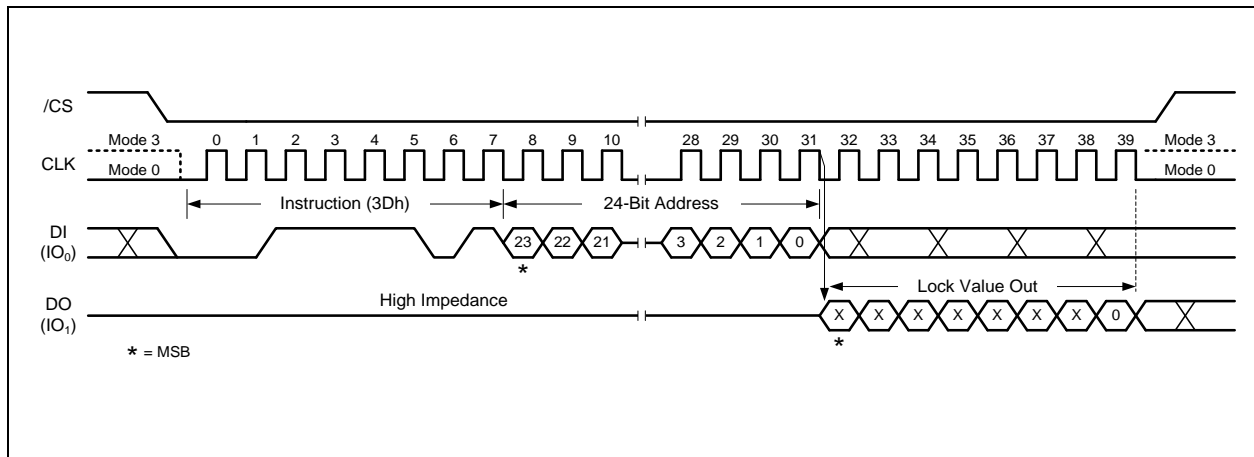 /CS
Mode 3 0 1 2 3 4 5 6 7 8 9 10 28 29 30 31 32 33 34 35 36 37 38 39 Mode 3
CLK
Mode 0 Mode 0
Instruction (3Dh) 24-Bit Address
DI
(IO₀)
23 22 21 3 2 1 0
*
Lock Value Out
DO
(IO₁)
High Impedance
X X X X X X X 0
* = MSB *